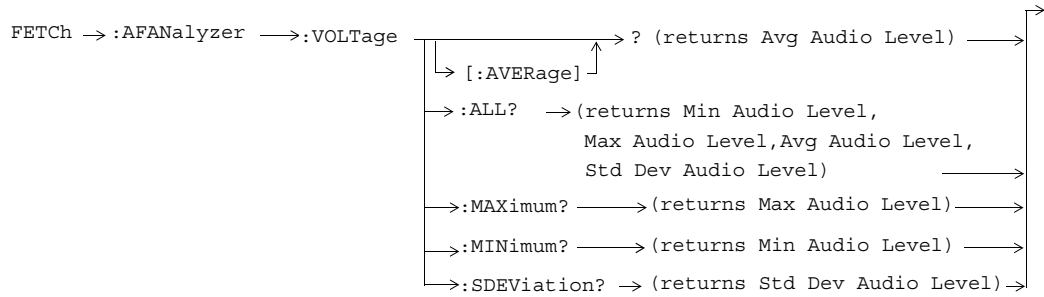 FETCh :AFANalyzer :VOLTage ? (returns Avg Audio Level)
[:AVERage]
:ALL? (returns Min Audio Level,
Max Audio Level,Avg Audio Level,
Std Dev Audio Level)
:MAXimum? (returns Max Audio Level)
:MINimum? (returns Min Audio Level)
:SDEViation? (returns Std Dev Audio Level)